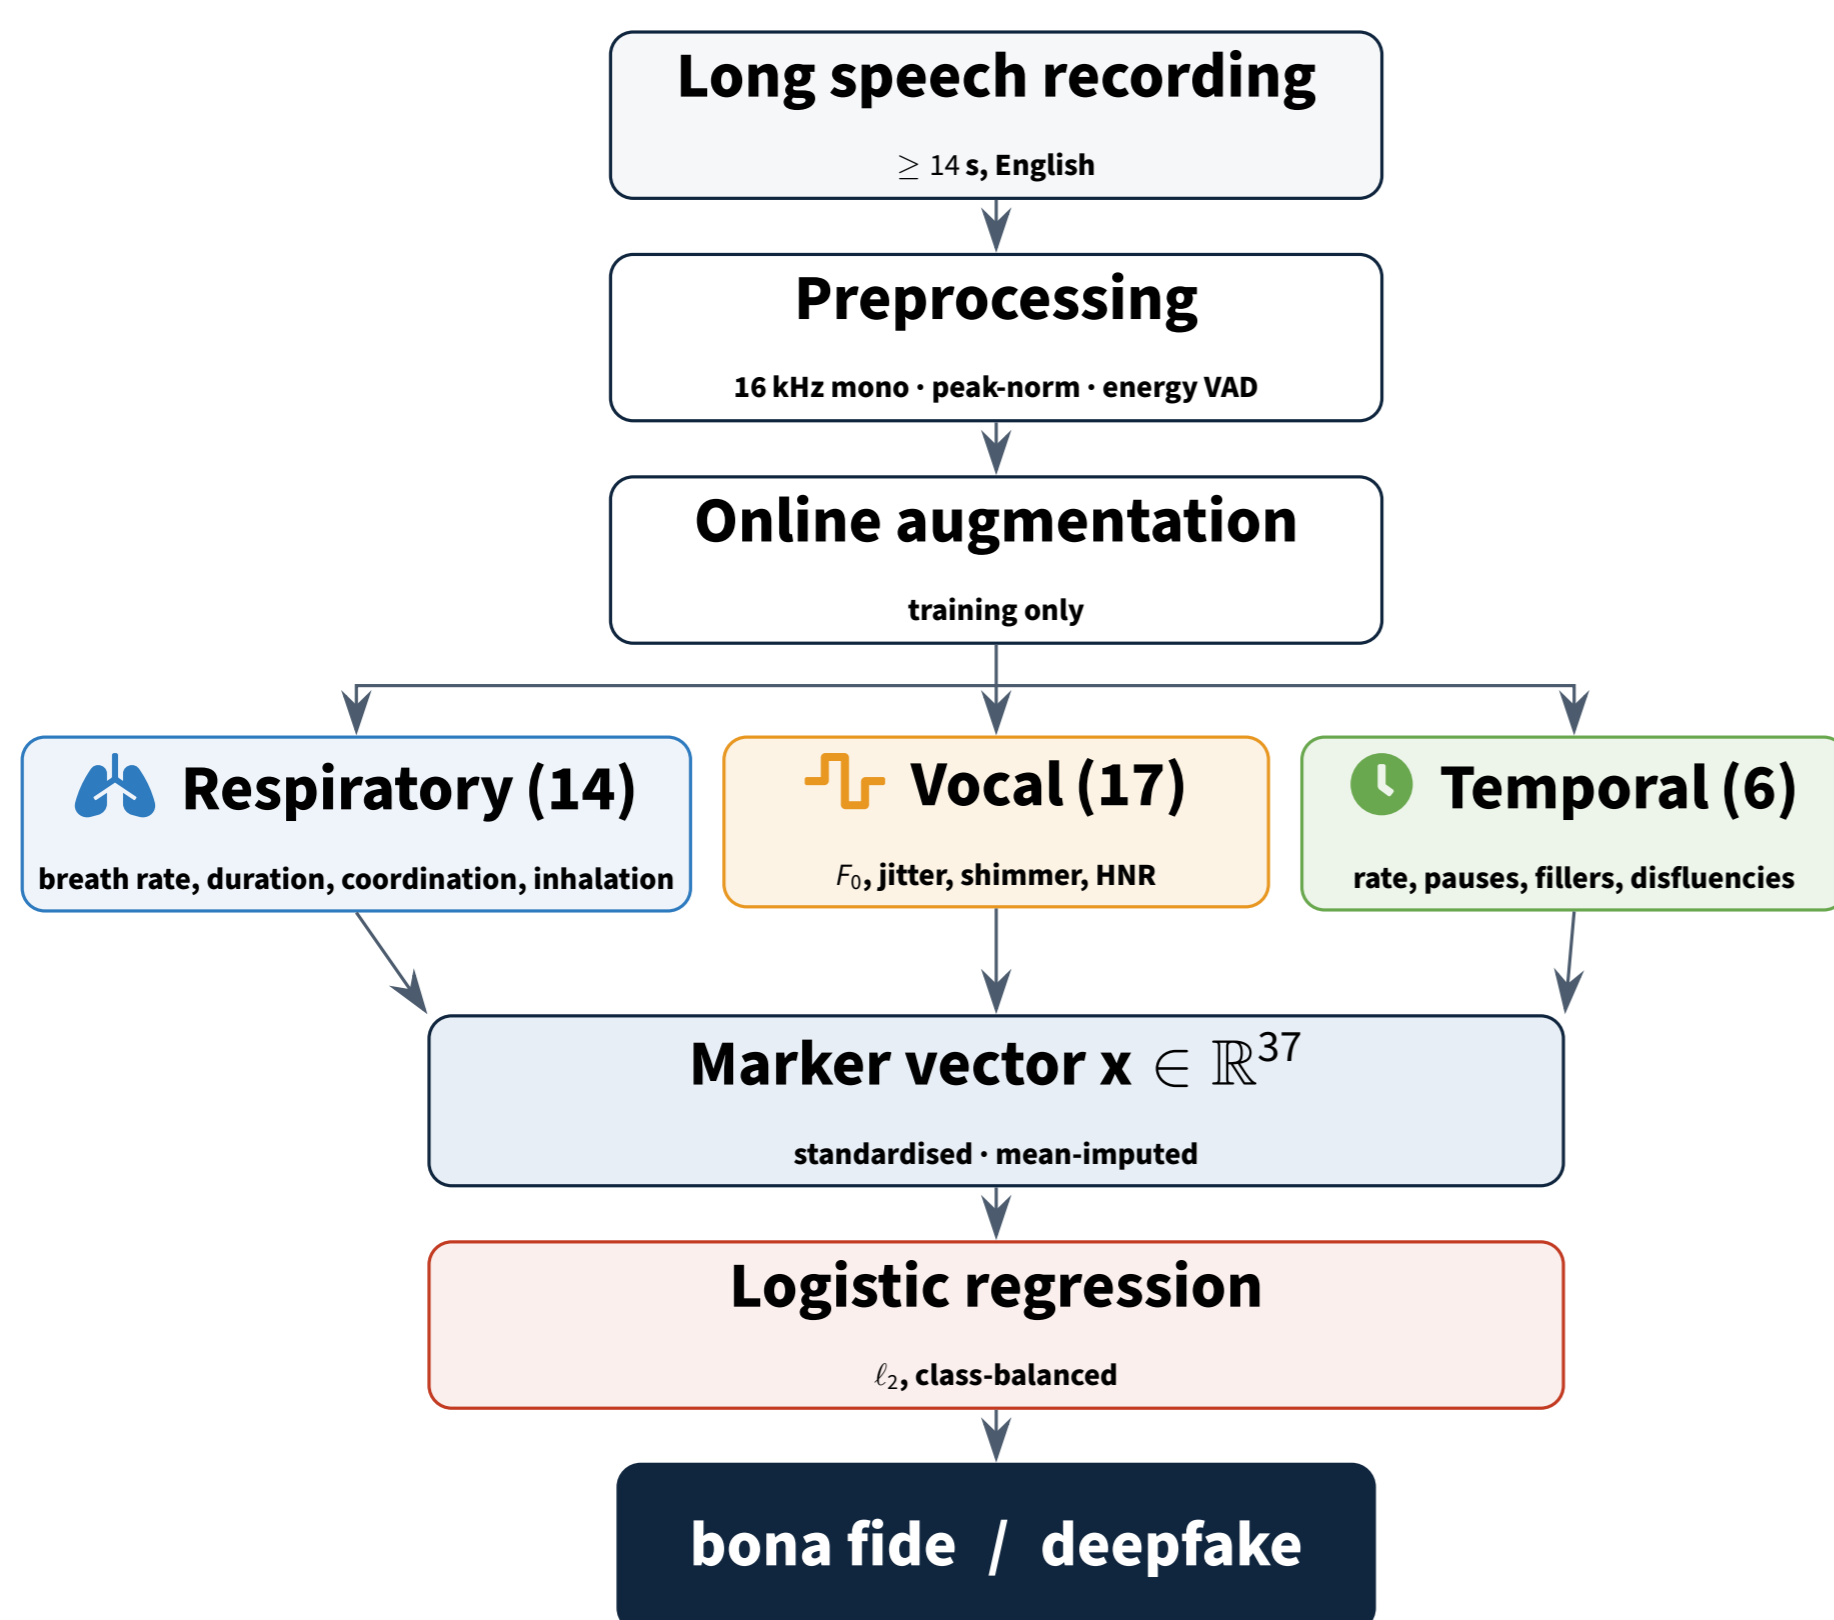 Long speech recording
≥ 14 s, English
Preprocessing
16 kHz mono · peak-norm · energy VAD
Online augmentation
training only
Respiratory (14)
breath rate, duration, coordination, inhalation
Vocal (17)
F₀, jitter, shimmer, HNR
Temporal (6)
rate, pauses, fillers, disfluencies
Marker vector x ∈ ℝ³⁷
standardised · mean-imputed
Logistic regression
ℓ₂, class-balanced
bona fide / deepfake